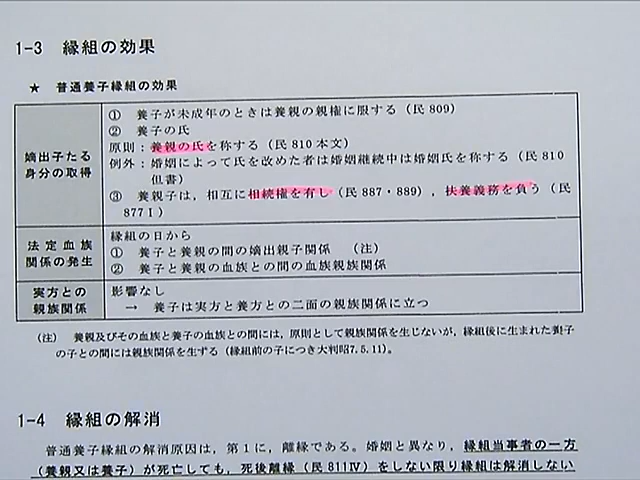 1-3 縁組の効果
★ 普通養子縁組の効果
嫡出子たる
身分の取得
① 養子が未成年のときは養親の親権に服する（民 809）
② 養子の氏
原則：養親の氏を称する（民 810 本文）
例外：婚姻によって氏を改めた者は婚姻継続中は婚姻氏を称する（民 810
但書）
③ 養親子は，相互に相続権を有し（民 887・889），扶養義務を負う（民
877Ⅰ）
法定血族
関係の発生
縁組の日から
① 養子と養親の間の嫡出親子関係 （注）
② 養子と養親の血族との間の血族親族関係
実方との
親族関係
影響なし
→ 養子は実方と養方との二面の親族関係に立つ
（注） 養親及びその血族と養子の血族との間には，原則として親族関係を生じないが，縁組後に生まれた養子
の子との間には親族関係を生ずる（縁組前の子につき大判昭7.5.11）。
1-4 縁組の解消
普通養子縁組の解消原因は，第１に，離縁である。婚姻と異なり，縁組当事者の一方
（養親又は養子）が死亡しても，死後離縁（民 811Ⅳ）をしない限り縁組は解消しない